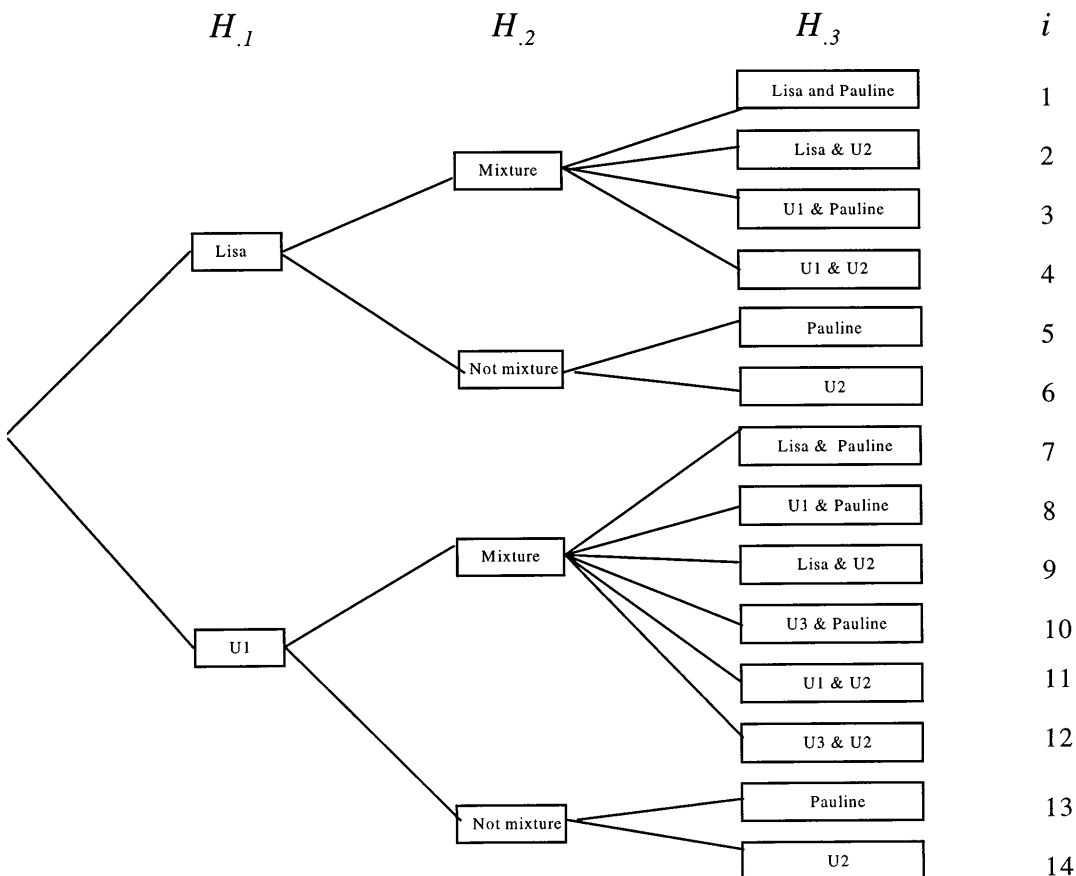 H.1 H.2 H.3 i
Lisa and Pauline 1
Lisa & U2 2
Mixture
U1 & Pauline 3
Lisa
U1 & U2 4
Pauline 5
Not mixture
U2 6
Lisa & Pauline 7
U1 & Pauline 8
Mixture
Lisa & U2 9
U3 & Pauline 10
U1
U1 & U2 11
U3 & U2 12
Pauline 13
Not mixture
U2 14